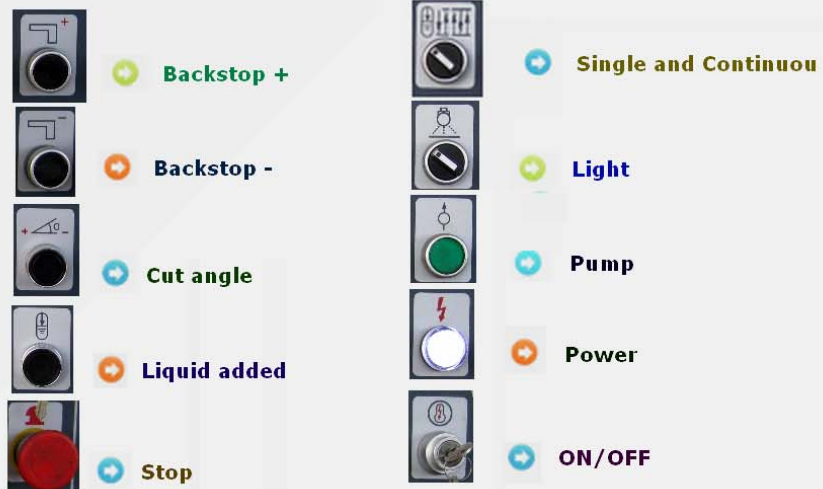 Backstop +
Backstop -
Cut angle
Liquid added
Stop
Single and Continuou
Light
Pump
Power
ON/OFF